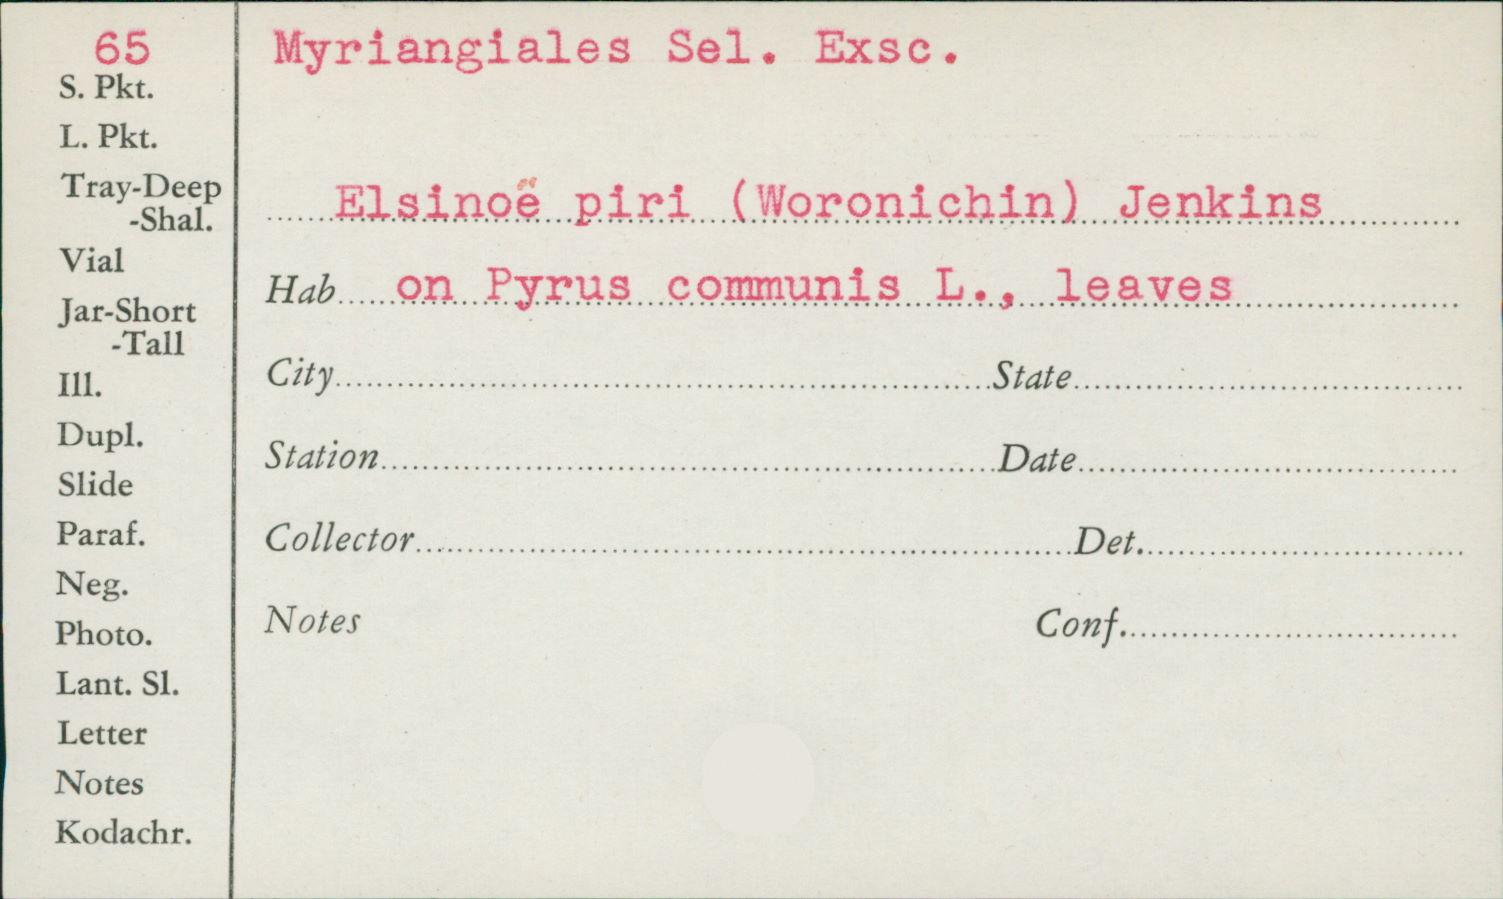 65
S. Pkt.
L. Pkt.
Tray-Deep
-Shal.
Vial
Jar-Short
-Tall
Ill.
Dupl.
Slide
Paraf.
Neg.
Photo.
Lant. Sl.
Letter
Notes
Kodachr.
Myriangiales Sel. Exsc.
Elsinoë piri (Woronichin) Jenkins
Hab on Pyrus communis L., leaves
City State
Station Date
Collector Det.
Notes Conf.